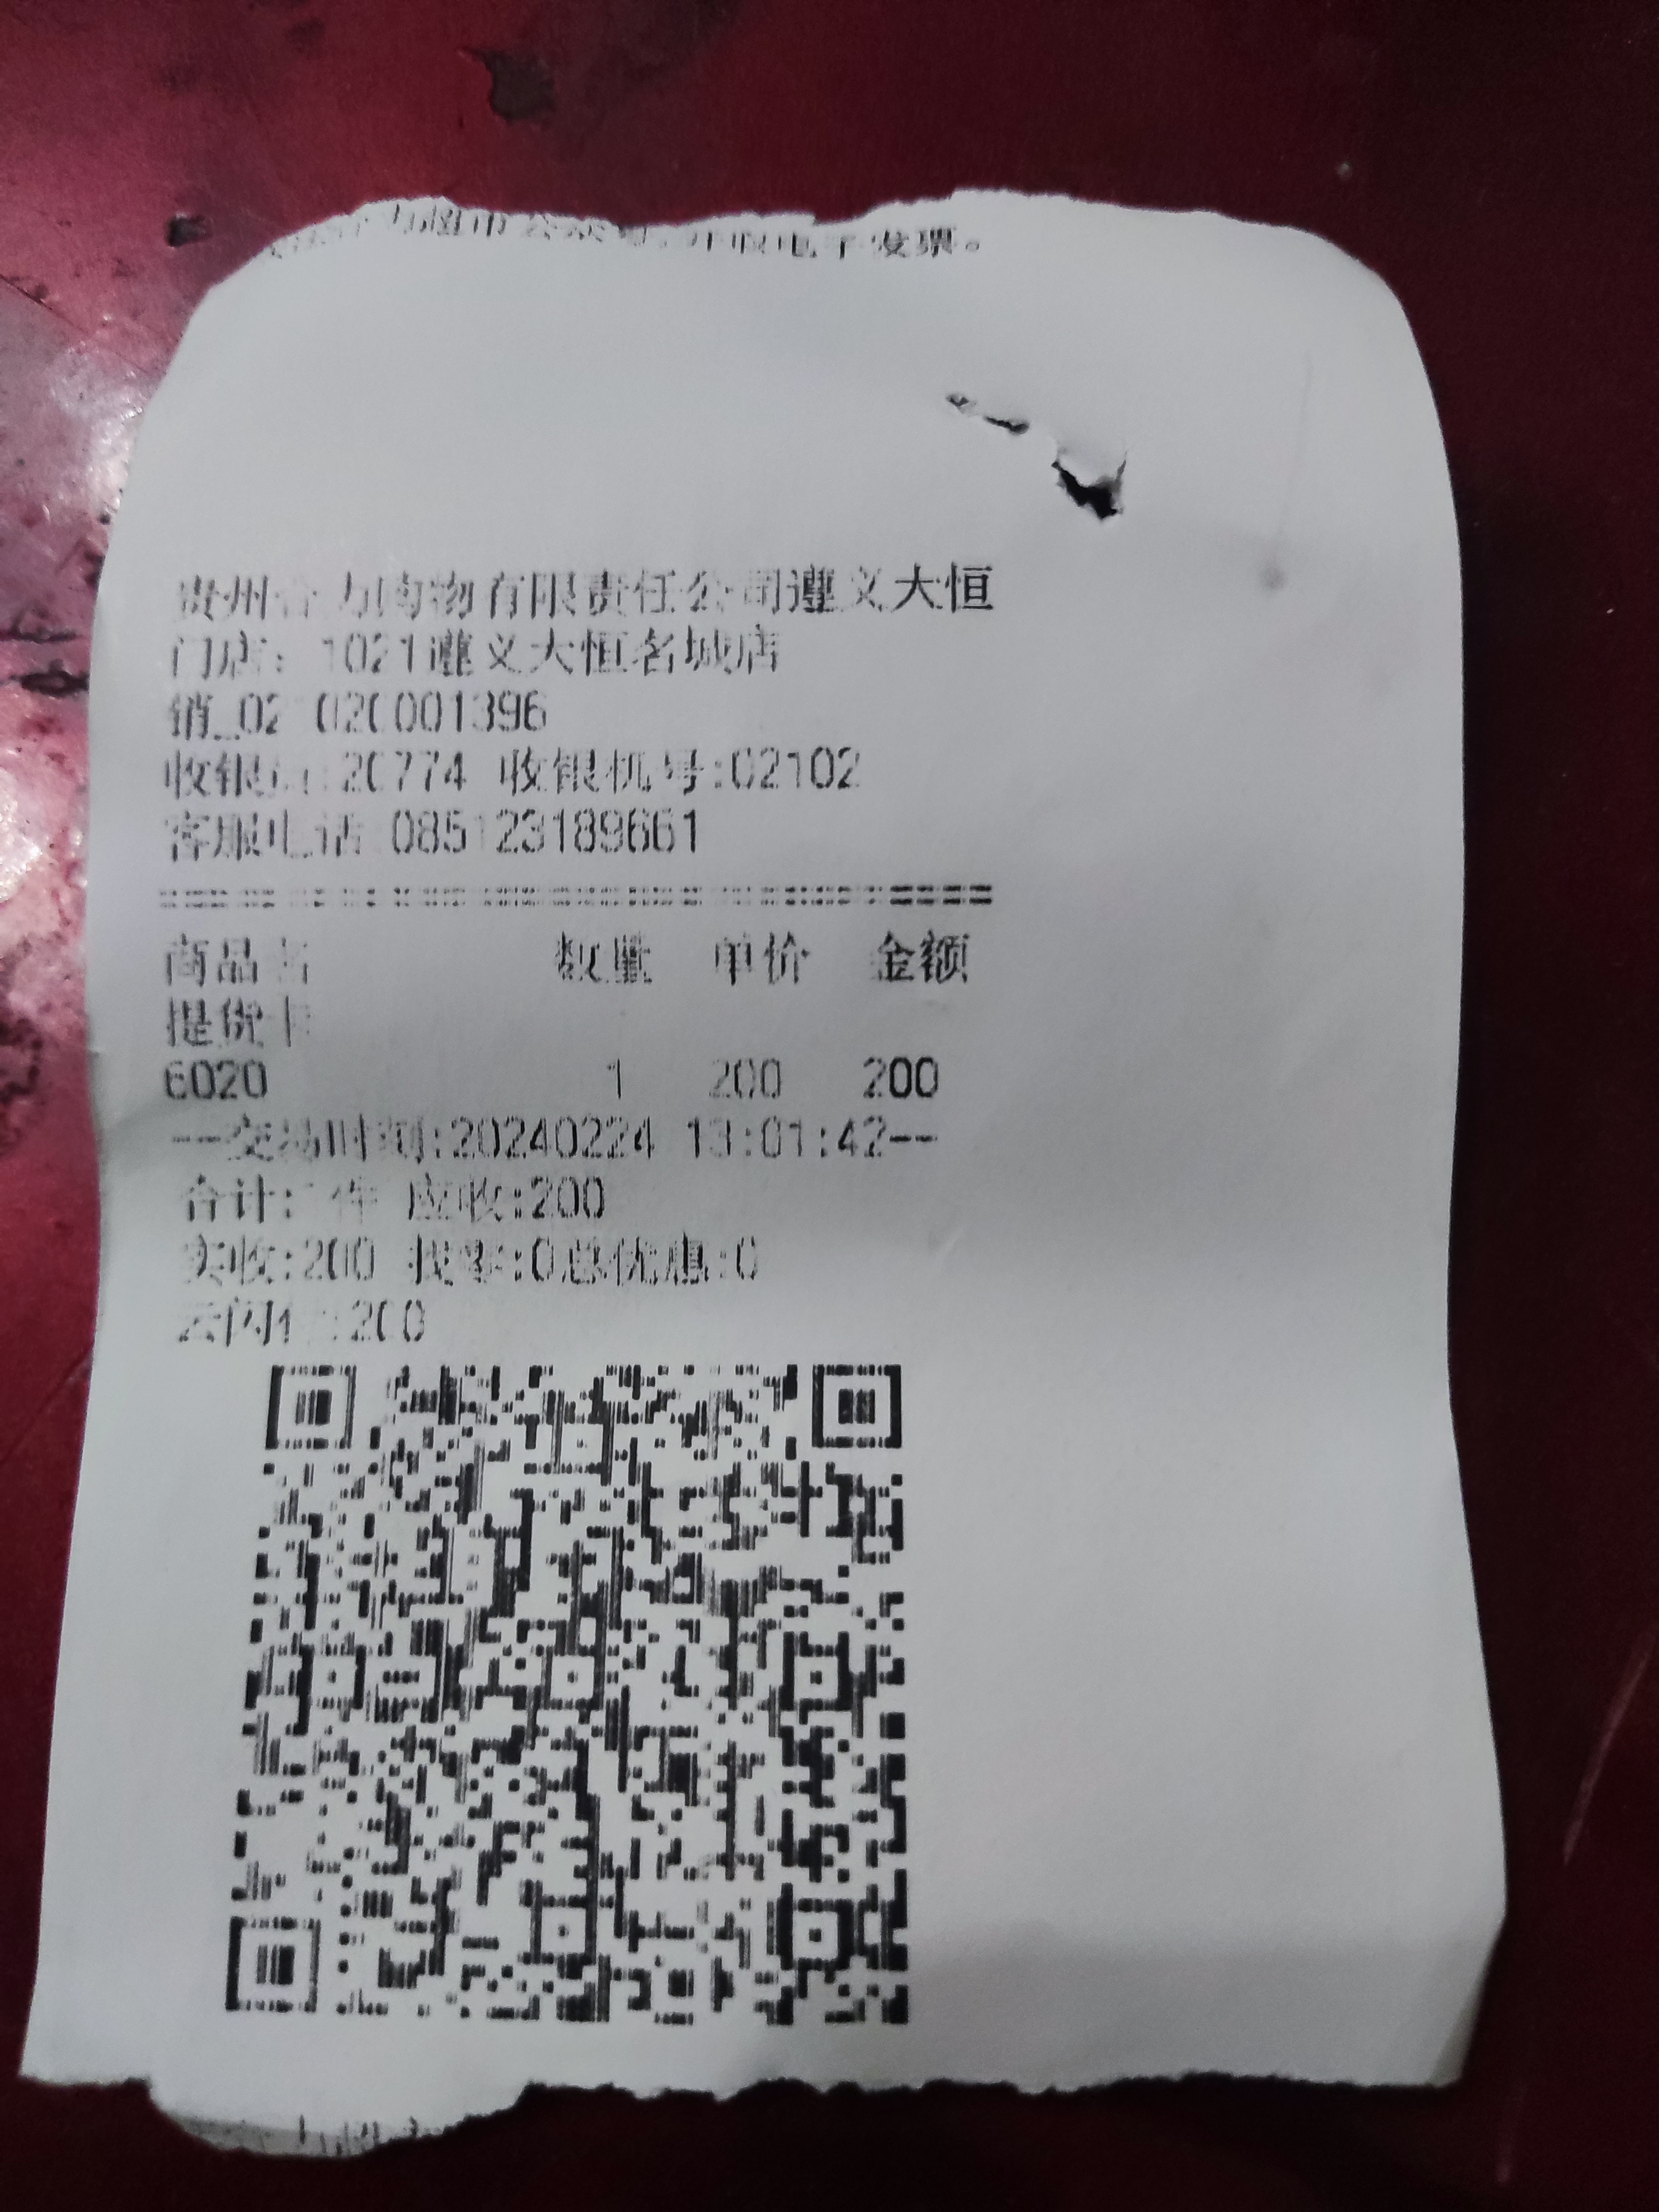 电子发票。
贵州合力购物有限责任公司遵义大恒
门店: 1021遵义大恒名城店
销_02 020001396
收银员:20774 收银机号:02102
客服电话:085123189661
商品名 数量 单价 金额
提货卡
6020 1 200 200
--交易时间:20240224 13:01:42--
合计:1件 应收:200
实收:200 找零:0总优惠:0
云闪付:200